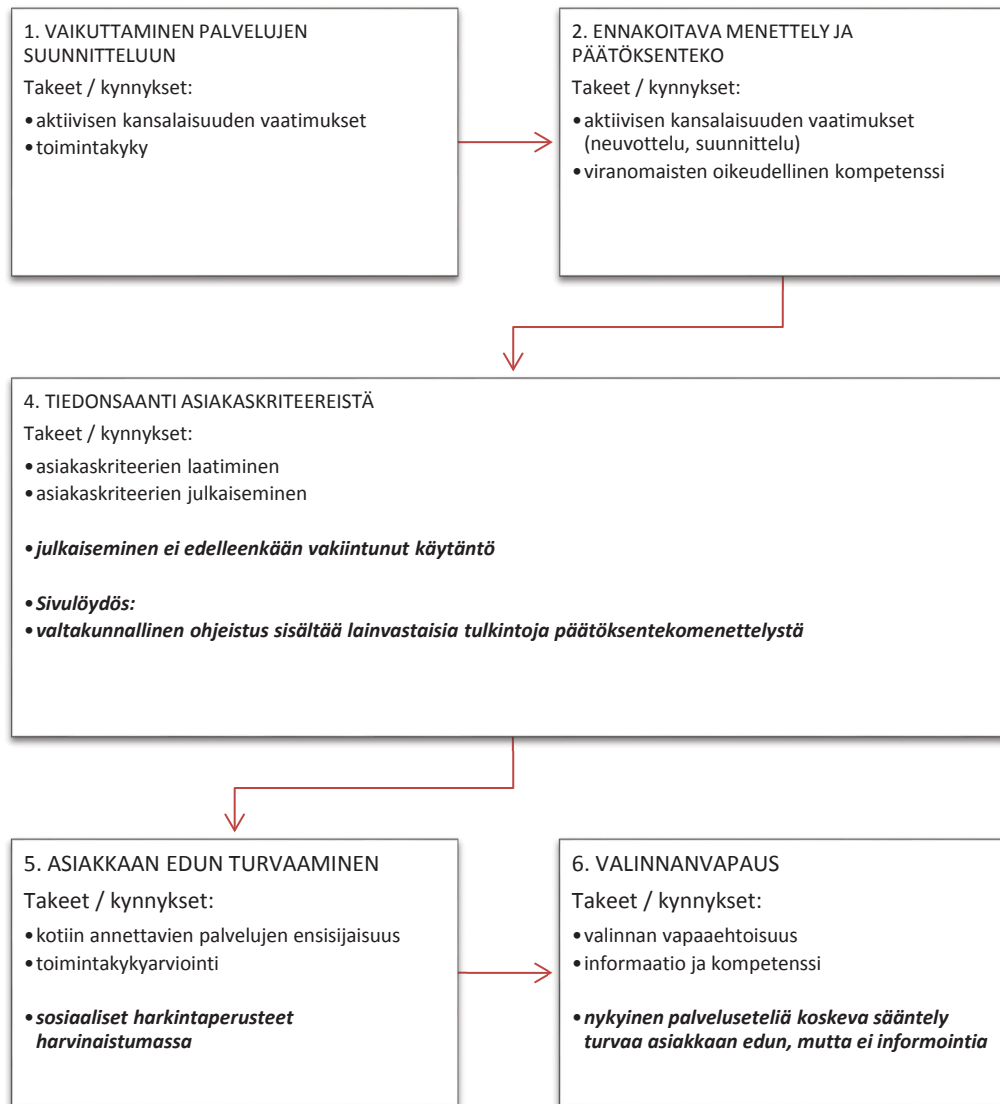 1. VAIKUTTAMINEN PALVELUJEN
SUUNNITTELUUN
Takeet / kynnykset:
•aktiivisen kansalaisuuden vaatimukset
•toimintakyky
2. ENNAKOITAVA MENETTELY JA
PÄÄTÖKSENTEKO
Takeet / kynnykset:
•aktiivisen kansalaisuuden vaatimukset
(neuvottelu, suunnittelu)
•viranomaisten oikeudellinen kompetenssi
4. TIEDONSAANTI ASIAKASKRITEEREISTÄ
Takeet / kynnykset:
•asiakaskriteerien laatiminen
•asiakaskriteerien julkaiseminen
•julkaiseminen ei edelleenkään vakiintunut käytäntö
•Sivulöydös:
•valtakunnallinen ohjeistus sisältää lainvastaisia tulkintoja päätöksentekomenettelystä
5. ASIAKKAAN EDUN TURVAAMINEN
Takeet / kynnykset:
•kotiin annettavien palvelujen ensisijaisuus
•toimintakykyarviointi
•sosiaaliset harkintaperusteet
harvinaistumassa
6. VALINNANVAPAUS
Takeet / kynnykset:
•valinnan vapaaehtoisuus
•informaatio ja kompetenssi
•nykyinen palveluseteliä koskeva sääntely
turvaa asiakkaan edun, mutta ei informointia